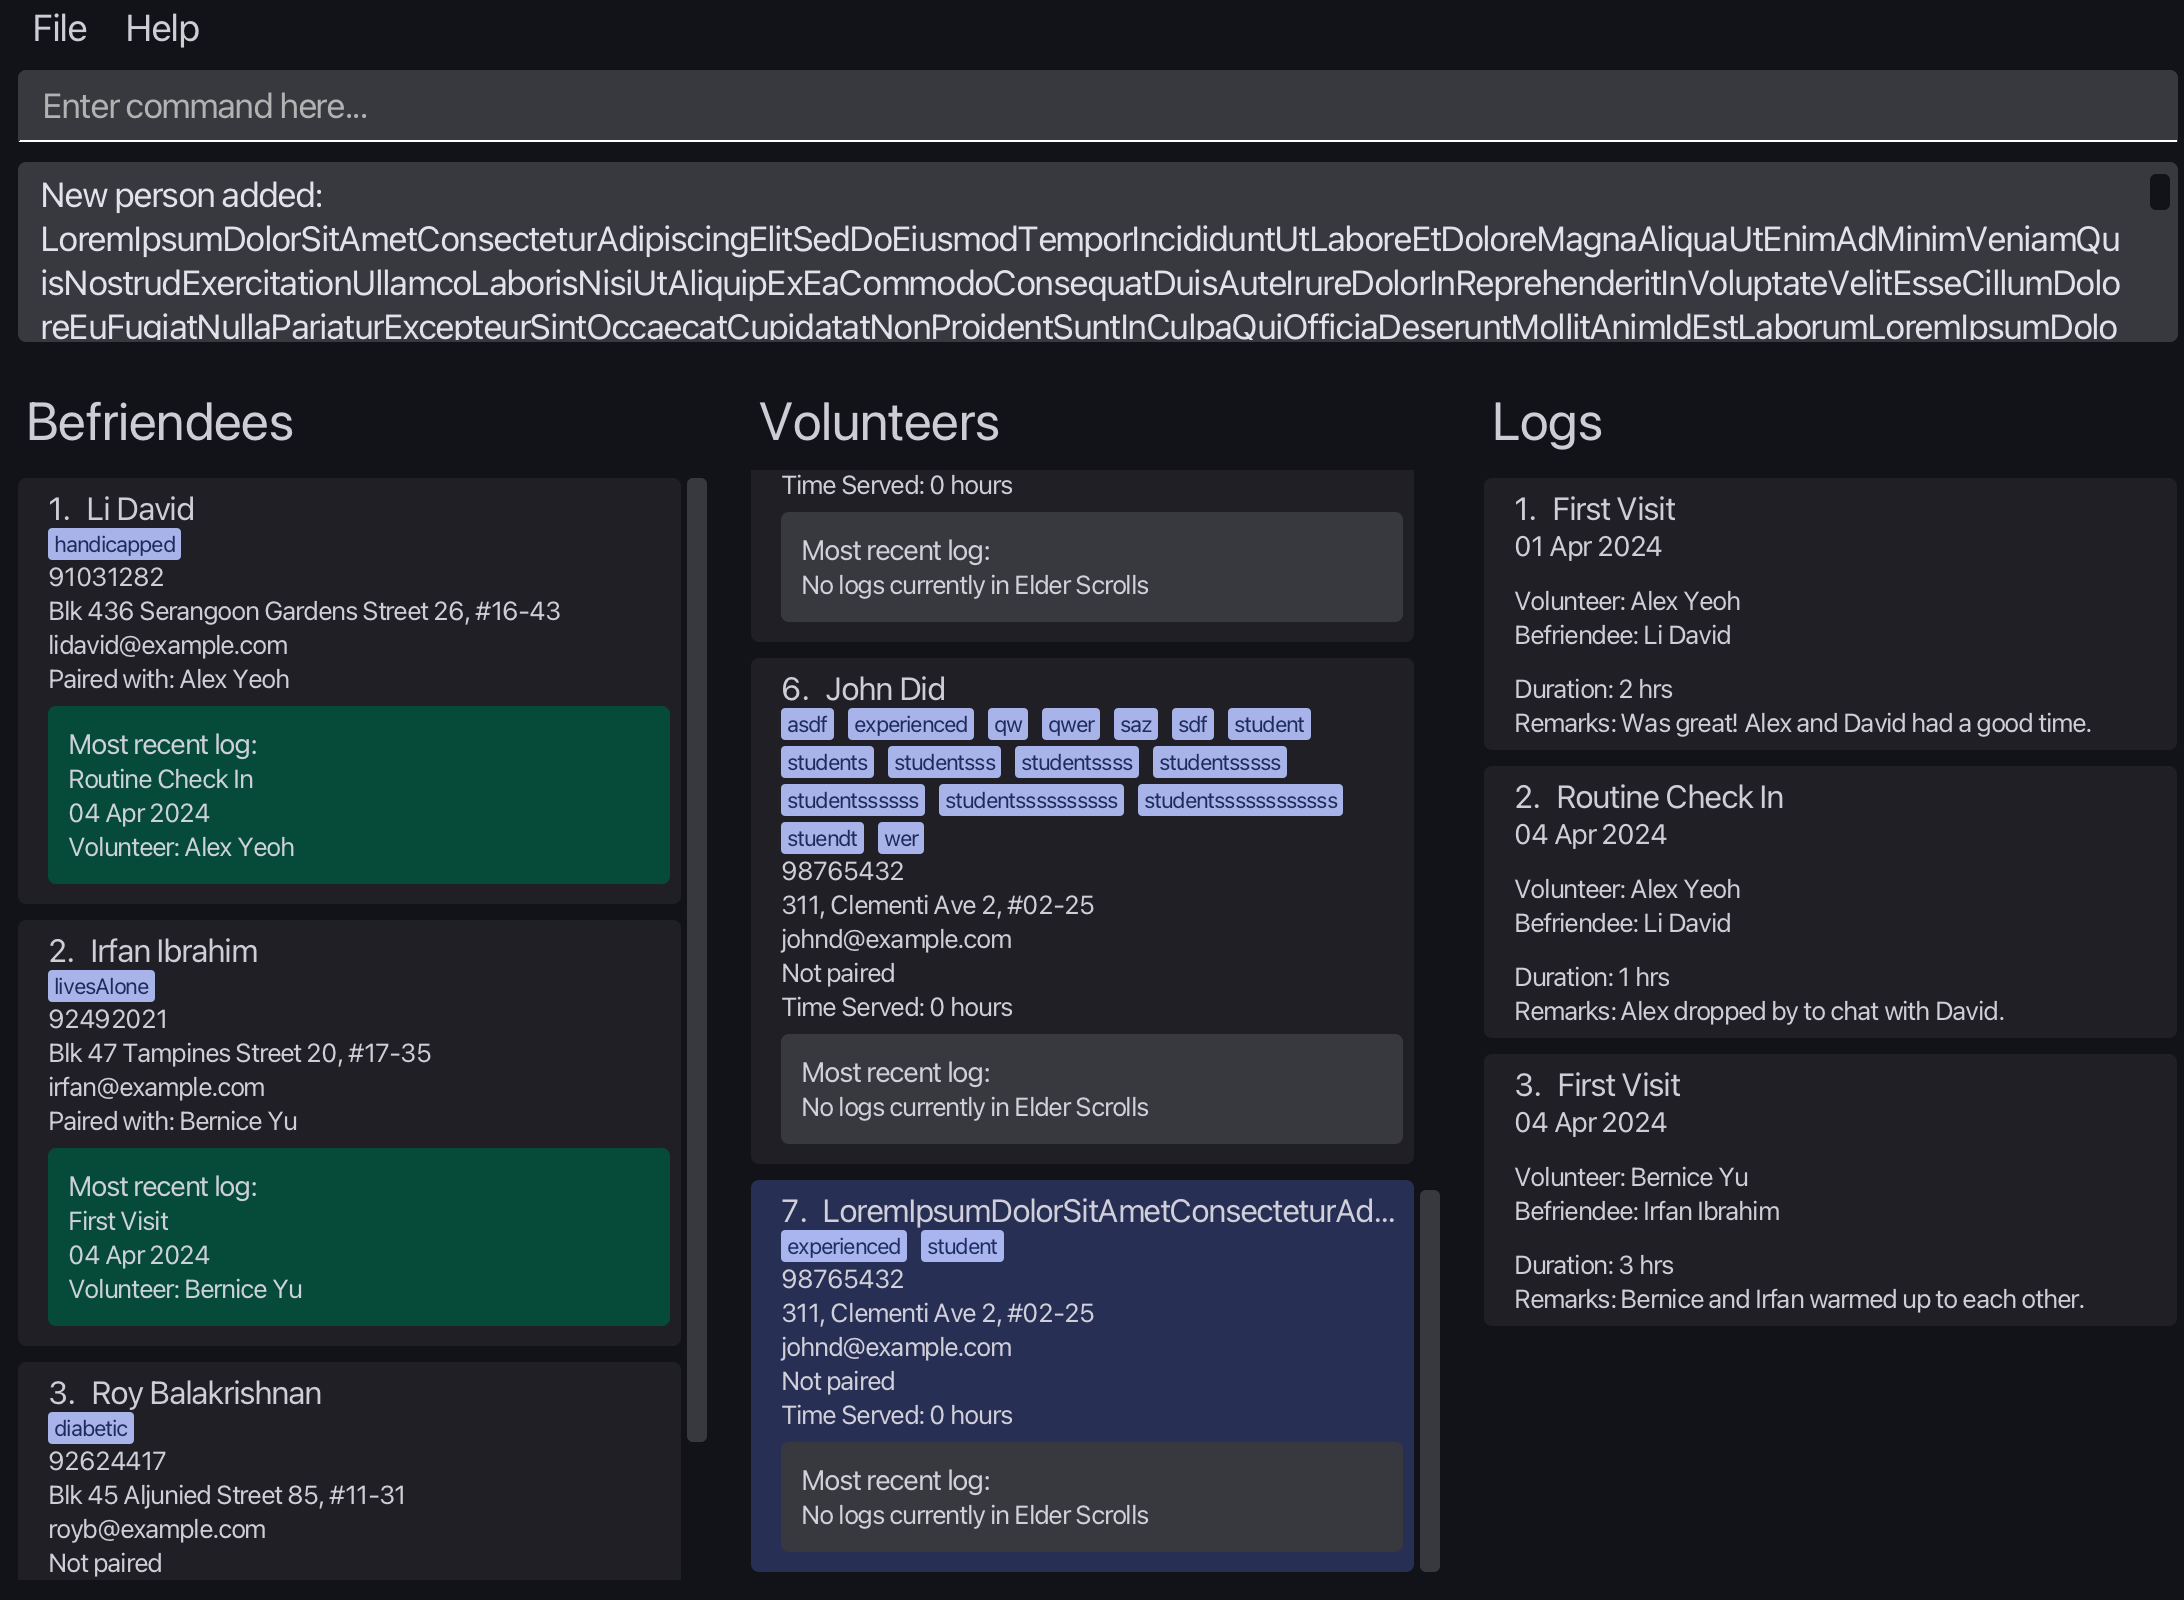 File Help
Enter command here...
New person added:
LoremIpsumDolorSitAmetConsecteturAdipiscingElitSedDoEiusmodTemporIncididuntUtLaboreEtDoloreMagnaAliquaUtEnimAdMinimVeniamQu
isNostrudExercitationUllamcoLaborisNisiUtAliquipExEaCommodoConsequatDuisAuteIrureDolorInReprehenderitInVoluptateVelitEsseCillumDolo
reEuFugiatNullaPariaturExcepteurSintOccaecatCupidatatNonProidentSuntInCulpaQuiOfficiaDeseruntMollitAnimIdEstLaborumLoremIpsumDolo
Befriendees
1. Li David
handicapped
91031282
Blk 436 Serangoon Gardens Street 26, #16-43
lidavid@example.com
Paired with: Alex Yeoh
Most recent log:
Routine Check In
04 Apr 2024
Volunteer: Alex Yeoh
2. Irfan Ibrahim
livesAlone
92492021
Blk 47 Tampines Street 20, #17-35
irfan@example.com
Paired with: Bernice Yu
Most recent log:
First Visit
04 Apr 2024
Volunteer: Bernice Yu
3. Roy Balakrishnan
diabetic
92624417
Blk 45 Aljunied Street 85, #11-31
royb@example.com
Not paired
Volunteers
Time Served: 0 hours
Most recent log:
No logs currently in Elder Scrolls
6. John Did
asdf experienced qw qwer saz sdf student
students studentsss studentssss studentsssss
studentssssss studentssssssssss studentssssssssssss
stuendt wer
98765432
311, Clementi Ave 2, #02-25
johnd@example.com
Not paired
Time Served: 0 hours
Most recent log:
No logs currently in Elder Scrolls
7. LoremIpsumDolorSitAmetConsecteturAd...
experienced student
98765432
311, Clementi Ave 2, #02-25
johnd@example.com
Not paired
Time Served: 0 hours
Most recent log:
No logs currently in Elder Scrolls
Logs
1. First Visit
01 Apr 2024
Volunteer: Alex Yeoh
Befriendee: Li David
Duration: 2 hrs
Remarks: Was great! Alex and David had a good time.
2. Routine Check In
04 Apr 2024
Volunteer: Alex Yeoh
Befriendee: Li David
Duration: 1 hrs
Remarks: Alex dropped by to chat with David.
3. First Visit
04 Apr 2024
Volunteer: Bernice Yu
Befriendee: Irfan Ibrahim
Duration: 3 hrs
Remarks: Bernice and Irfan warmed up to each other.